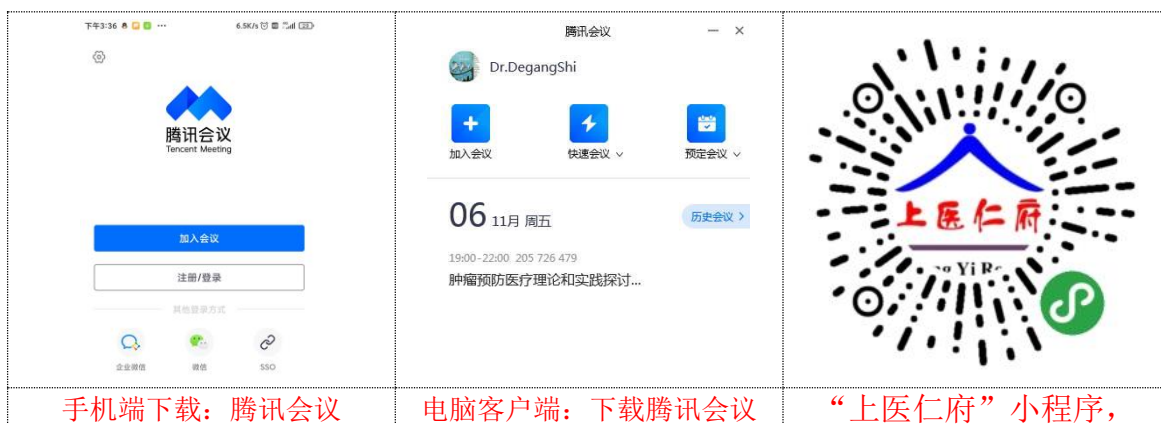 下午3:36 ...
6.5K/s
腾讯会议
Tencent Meeting
加入会议
注册/登录
其他登录方式
企业微信
微信
SSO
手机端下载：腾讯会议
腾讯会议
Dr.DegangShi
加入会议
快速会议
预定会议
06 11月 周五
历史会议
19:00-22:00 205 726 479
肿瘤预防医疗理论和实践探讨...
电脑客户端：下载腾讯会议
上医仁府
“上医仁府”小程序，